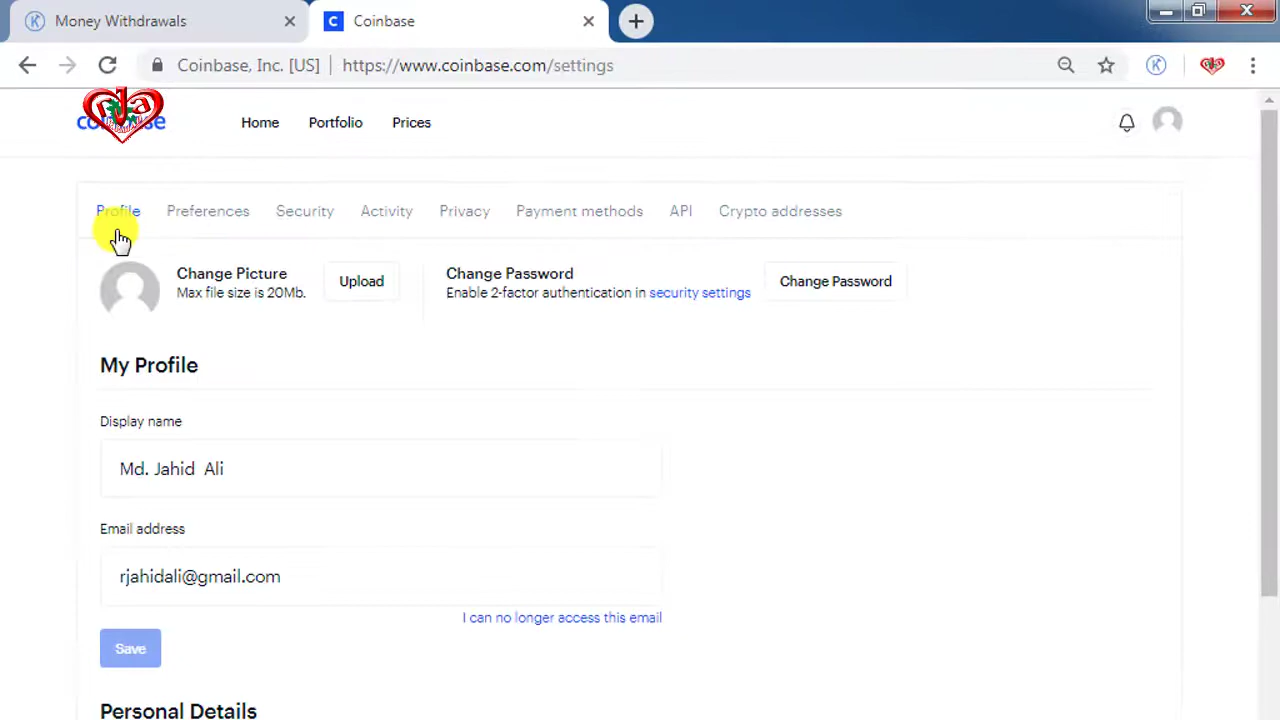 Money Withdrawals
Coinbase
Coinbase, Inc. [US]
https://www.coinbase.com/settings
Home
Portfolio
Prices
Profile
Preferences
Security
Activity
Privacy
Payment methods
API
Crypto addresses
Change Picture
Max file size is 20Mb.
Upload
Change Password
Enable 2-factor authentication in security settings
Change Password
My Profile
Display name
Md. Jahid Ali
Email address
rjahidali@gmail.com
I can no longer access this email
Save
Personal Details